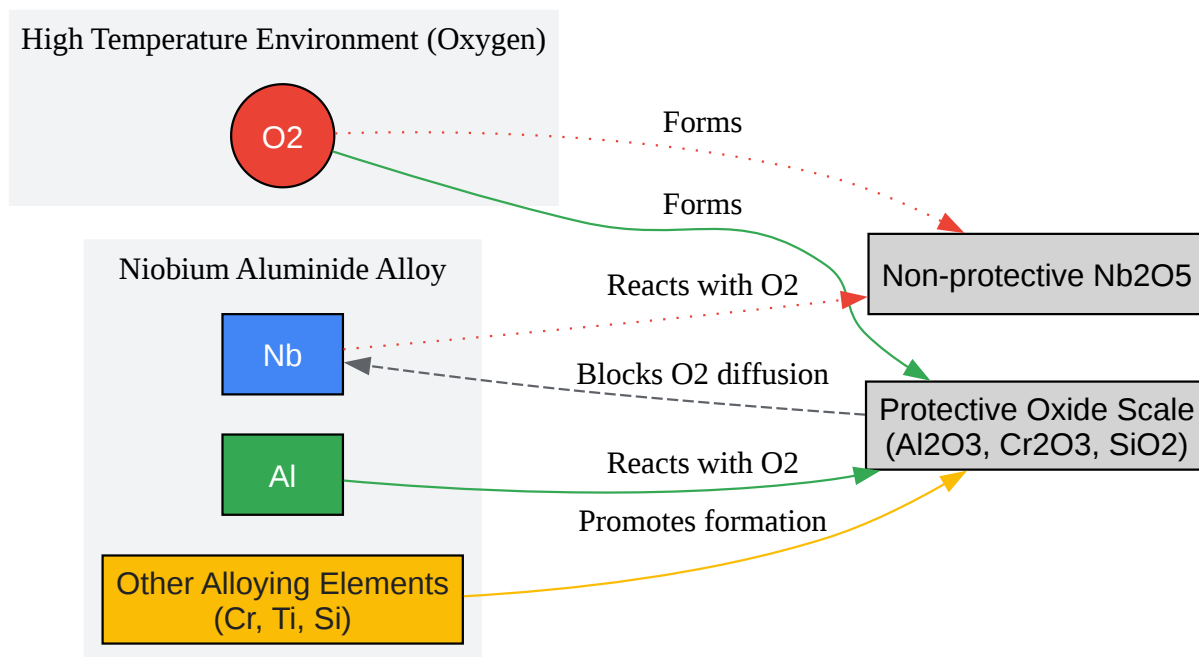 High Temperature Environment (Oxygen)
O2
Forms
Forms
Niobium Aluminide Alloy
Reacts with O2
Non-protective Nb2O5
Nb
Blocks O2 diffusion
Protective Oxide Scale
(Al2O3, Cr2O3, SiO2)
Al
Reacts with O2
Promotes formation
Other Alloying Elements
(Cr, Ti, Si)